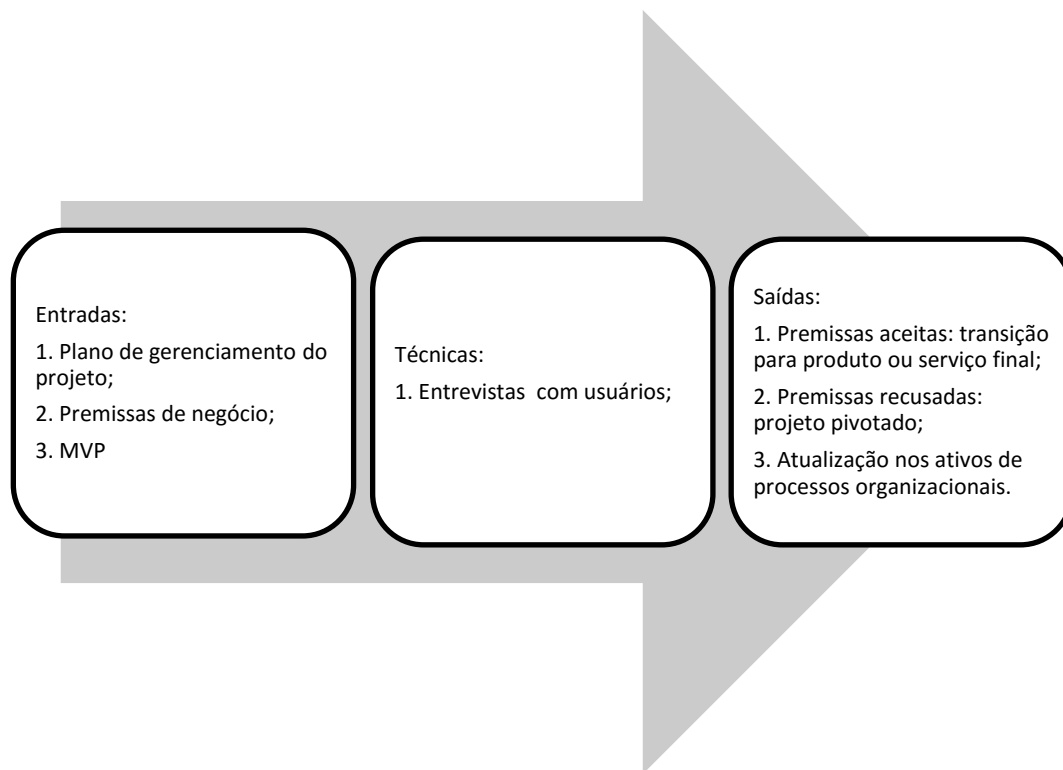 Entradas:
1. Plano de gerenciamento do
projeto;
2. Premissas de negócio;
3. MVP
Técnicas:
1. Entrevistas  com usuários;
Saídas:
1. Premissas aceitas: transição
para produto ou serviço final;
2. Premissas recusadas:
projeto pivotado;
3. Atualização nos ativos de
processos organizacionais.